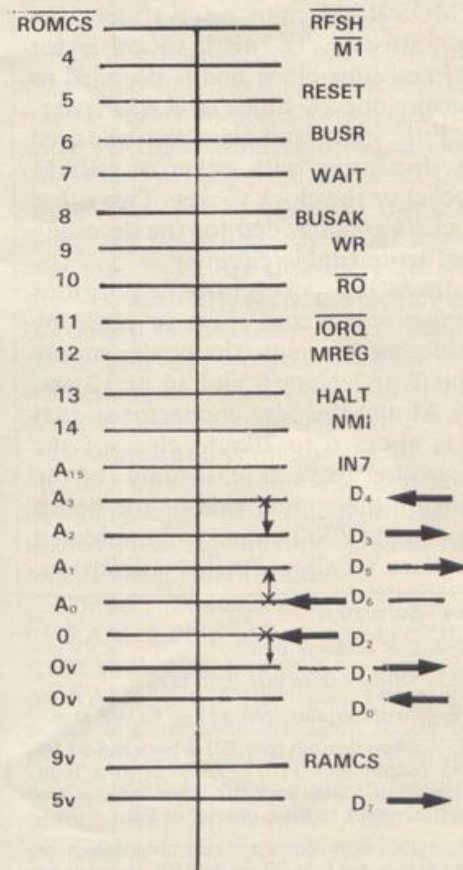 ROMCS RFSH
4 M1
5 RESET
6 BUSR
7 WAIT
8 BUSAK
9 WR
10 RO
11 IORQ
12 MREG
13 HALT
14 NMi
A15 IN7
A3 D4
A2 D3
A1 D5
A0 D6
0 D2
Ov D1
Ov D0
9v RAMCS
5v D7